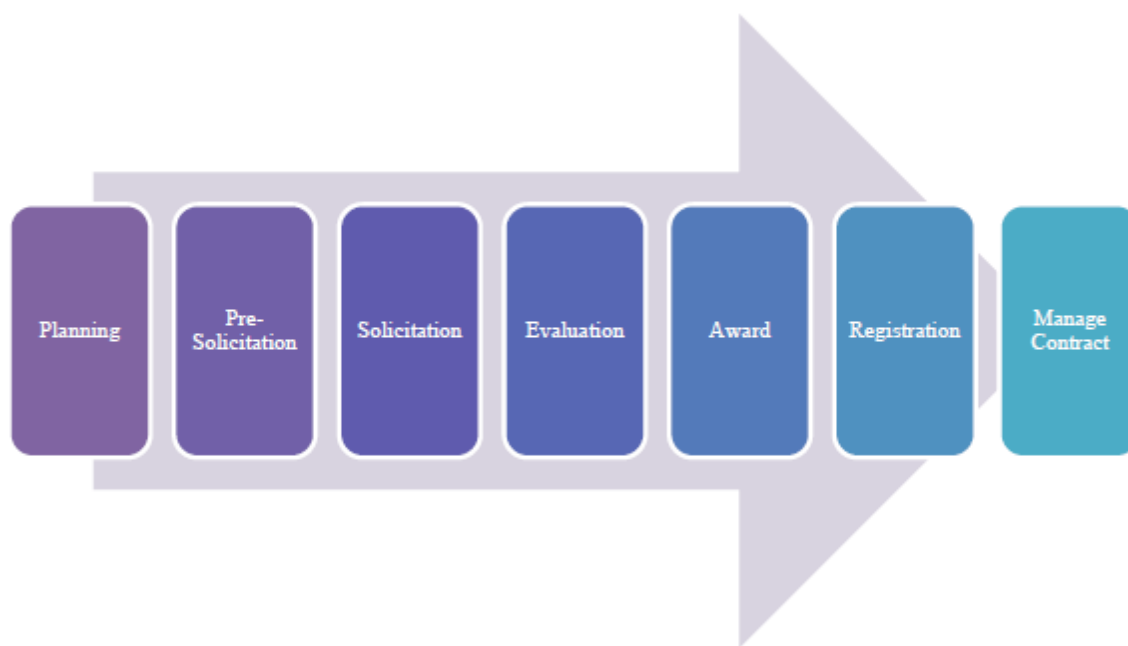 Planning
Pre-
Solicitation
Solicitation
Evaluation
Award
Registration
Manage
Contract